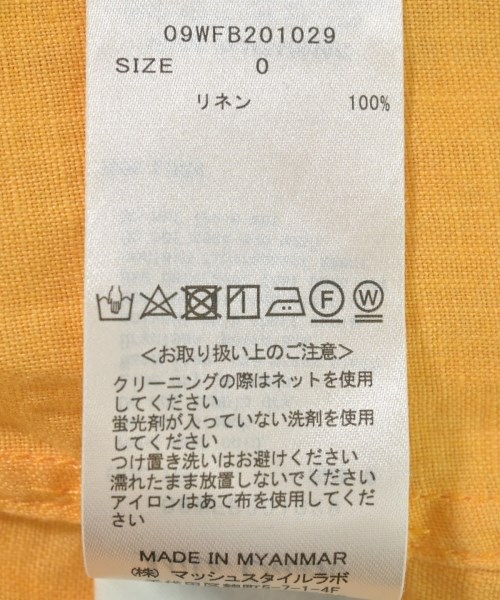 09WFB201029
SIZE 0
リネン 100%
F W
<お取り扱い上のご注意>
クリーニングの際はネットを使用
してください
蛍光剤が入っていない洗剤を使用
してください
つけ置き洗いはお避けください
濡れたまま放置しないでください
アイロンはあて布を使用してくだ
さい
MADE IN MYANMAR
(株) マッシュスタイルラボ
5-7-1-4F